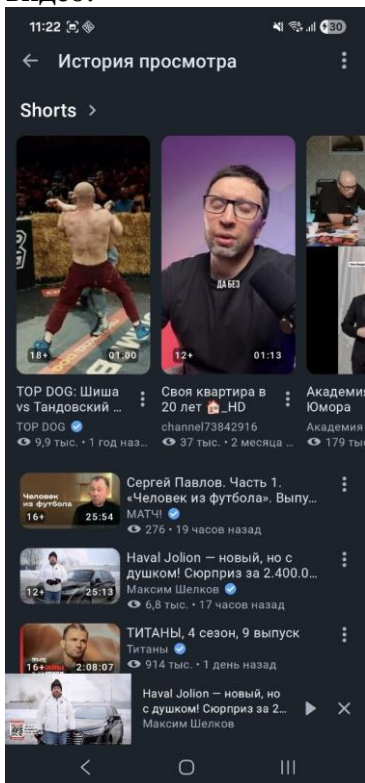 видео.
11:22
30
История просмотра
Shorts >
18+ 01:00
ДА БЕЗ
12+ 01:13
TOP DOG: Шиша vs Тандовский ...
TOP DOG
9,9 тыс. • 1 год наз...
Своя квартира в 20 лет 🏠_HD
channel73842916
37 тыс. • 2 месяца ...
Академия
Юмора
Академия
179 ты
Человек
из футбола
16+ 25:54
Сергей Павлов. Часть 1.
«Человек из футбола». Выпу...
МАТЧ!
276 • 19 часов назад
12+ 25:13
Haval Jolion — новый, но с
душком! Сюрприз за 2.400.0...
Максим Шелков
6,8 тыс. • 17 часов назад
16+ 2:08:07
ТИТАНЫ, 4 сезон, 9 выпуск
Титаны
914 тыс. • 1 день назад
Haval Jolion — новый, но
с душком! Сюрприз за 2...
Максим Шелков